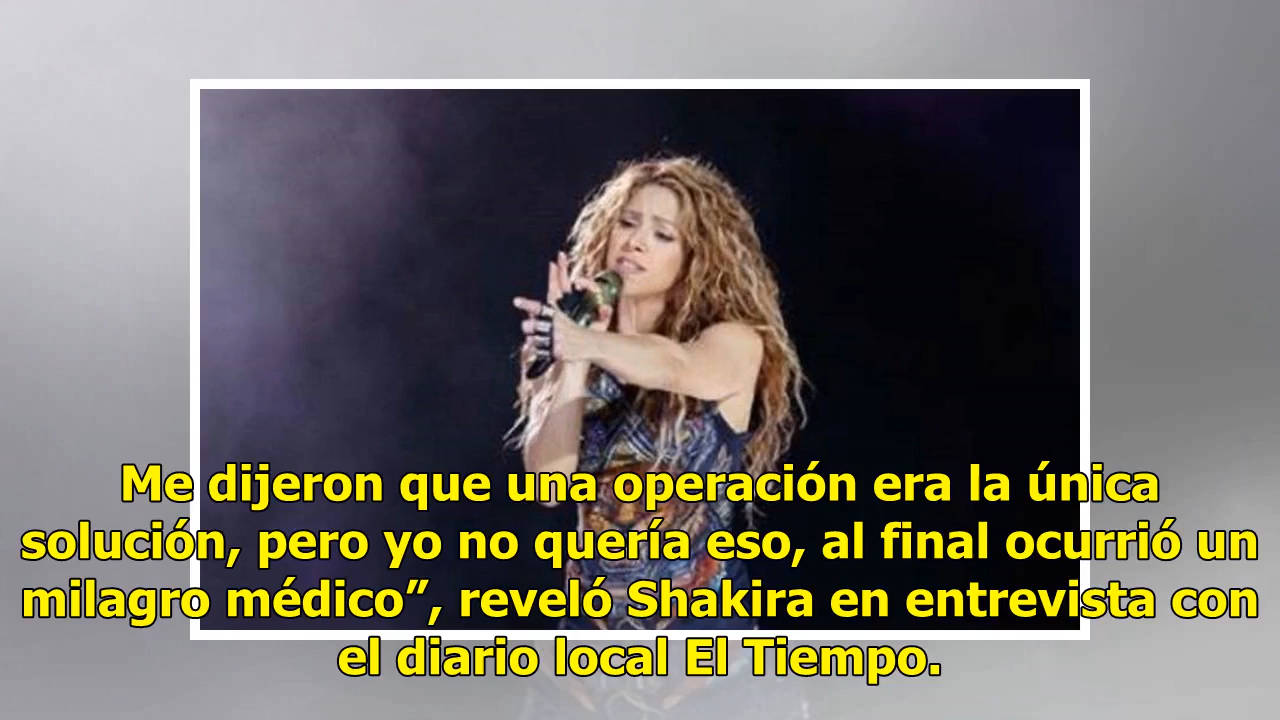 Me dijeron que una operación era la única
solución, pero yo no quería eso, al final ocurrió un
milagro médico”, reveló Shakira en entrevista con
el diario local El Tiempo.